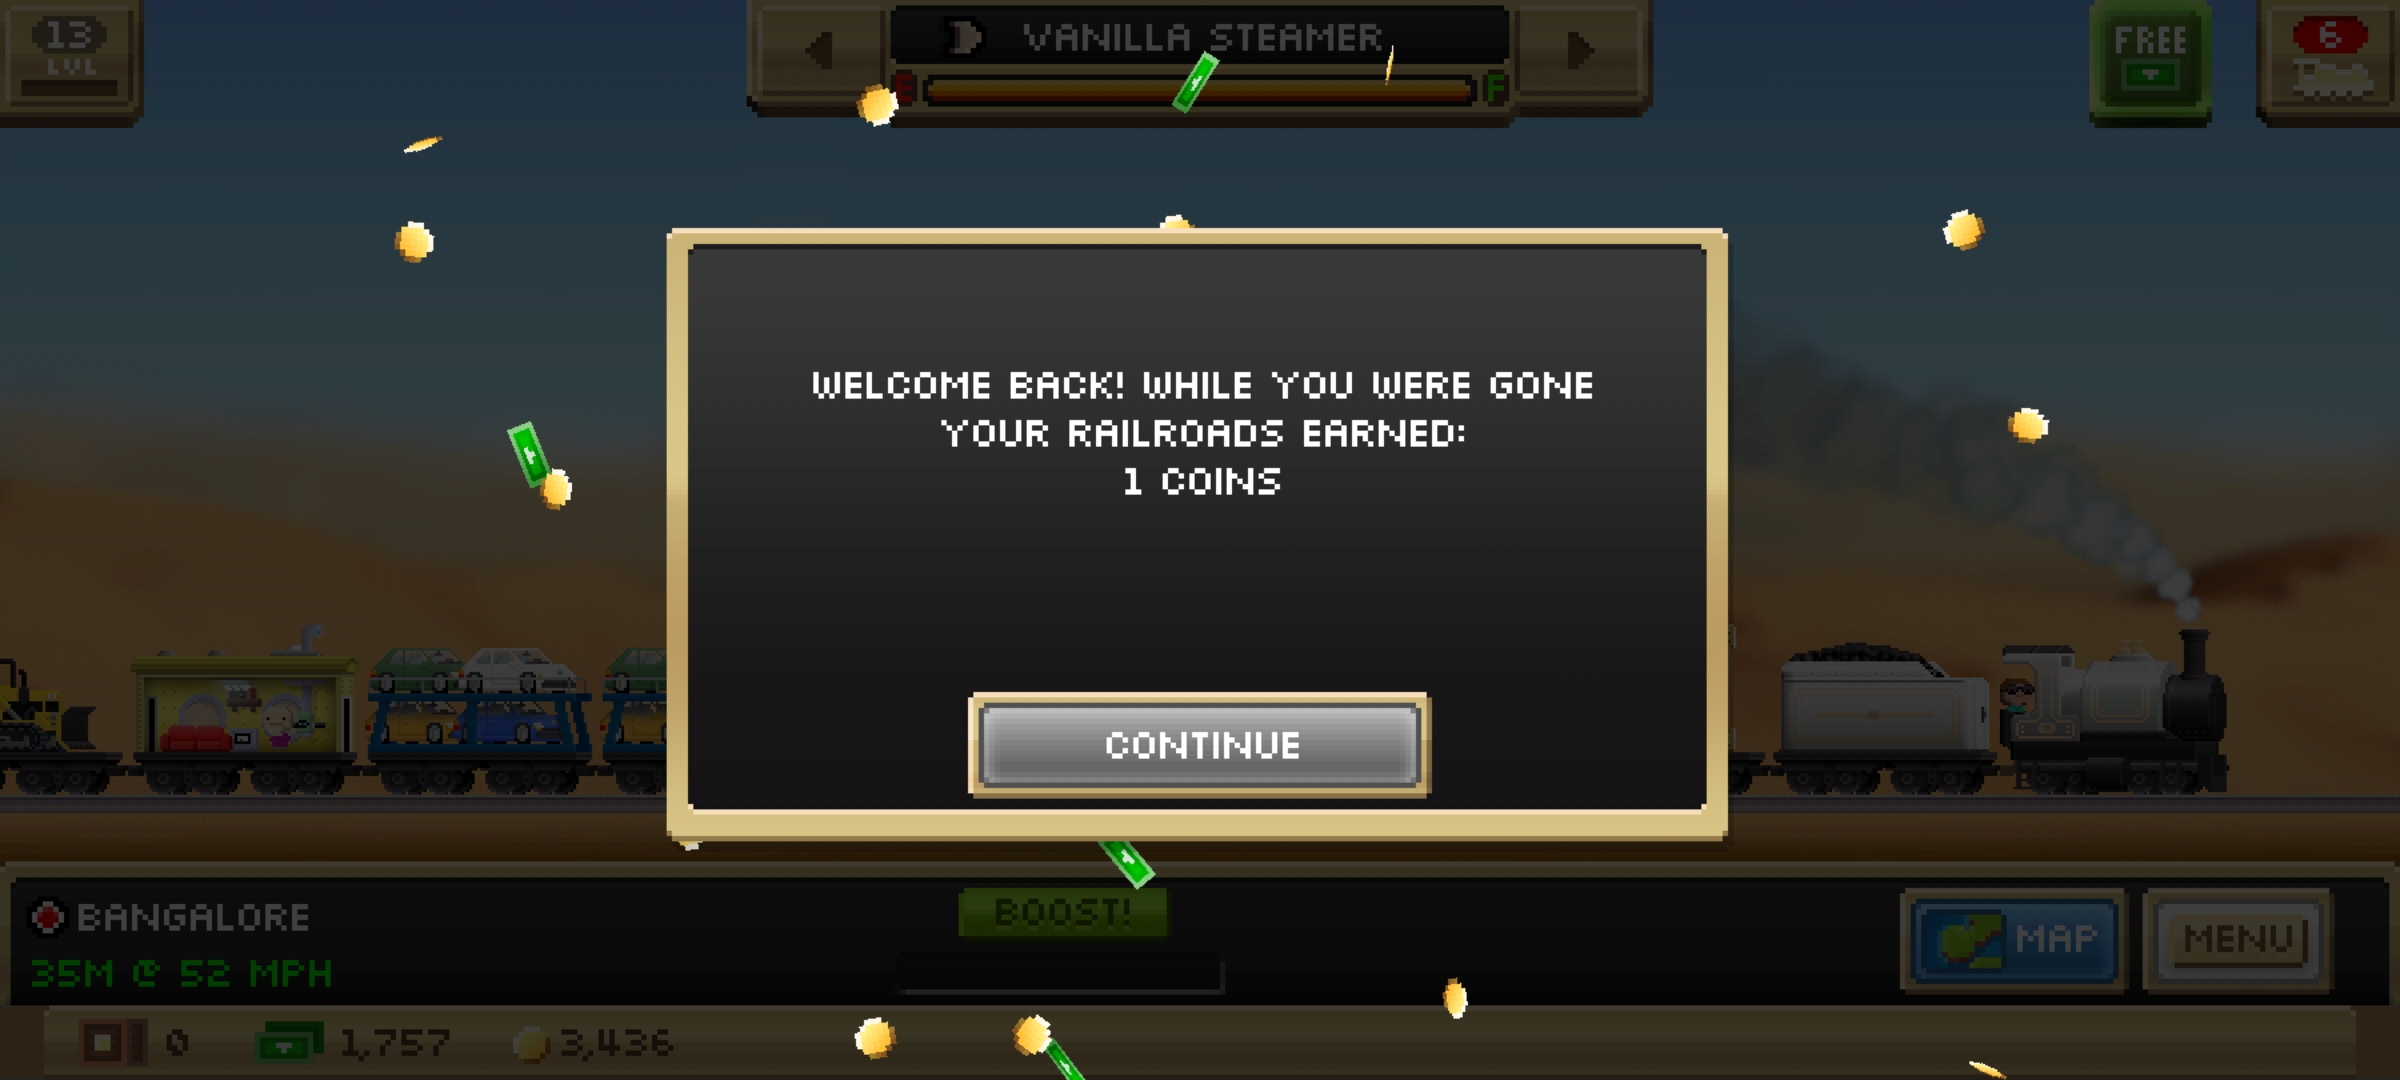 13
LVL
VANILLA STEAMER
E
F
FREE
6
WELCOME BACK! WHILE YOU WERE GONE
YOUR RAILROADS EARNED:
1 COINS
CONTINUE
BANGALORE
35M @ 52 MPH
BOOST!
MAP
MENU
0
1,757
3,436